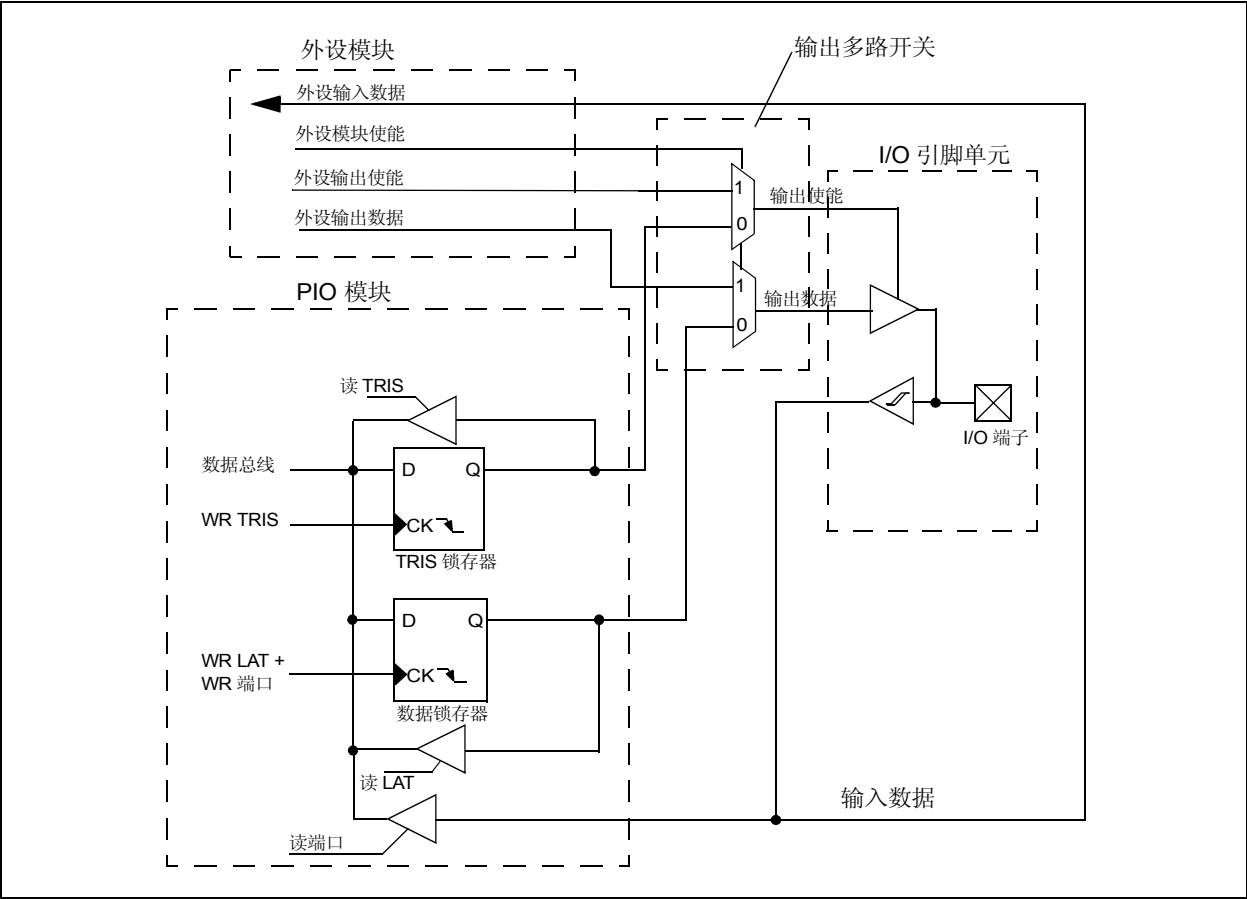 外设模块
输出多路开关
外设输入数据
外设模块使能
I/O 引脚单元
外设输出使能
1
输出使能
外设输出数据
0
PIO 模块
1
输出数据
0
读 TRIS
I/O 端子
数据总线
D
Q
WR TRIS
CK
TRIS 锁存器
D
Q
WR LAT +
WR 端口
CK
数据锁存器
读 LAT
输入数据
读端口